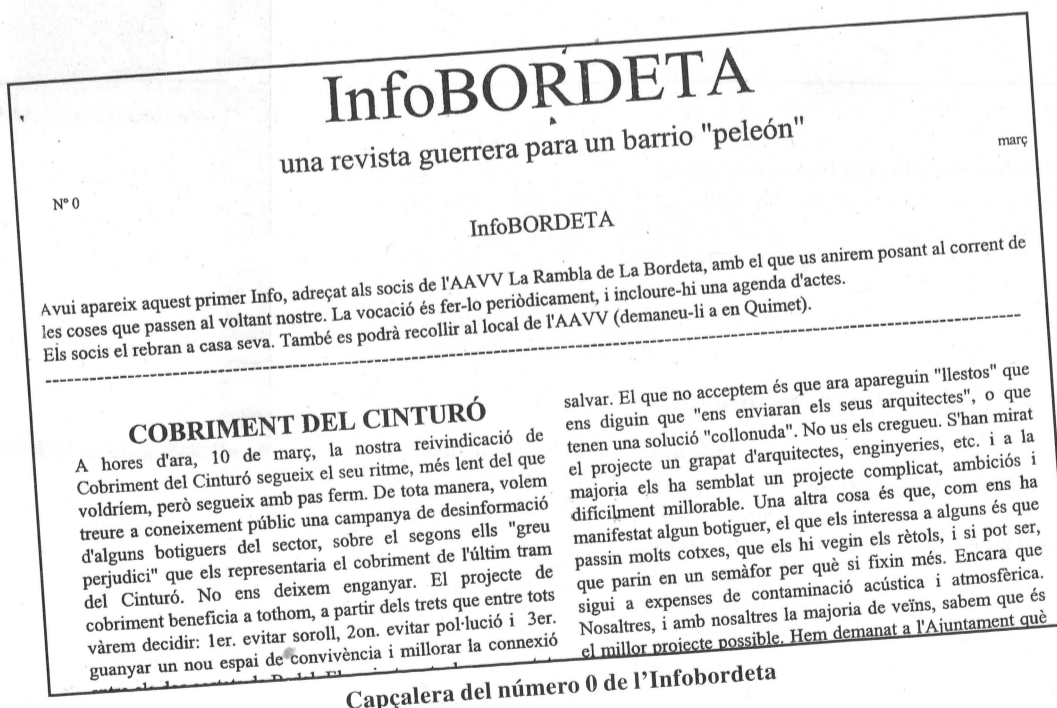 InfoBORDETA
una revista guerrera para un barrio "peleón"
març
Nº 0
InfoBORDETA
Avui apareix aquest primer Info, adreçat als socis de l'AAVV La Rambla de La Bordeta, amb el que us anirem posant al corrent de
les coses que passen al voltant nostre. La vocació és fer-lo periòdicament, i incloure-hi una agenda d'actes.
Els socis el rebran a casa seva. També es podrà recollir al local de l'AAVV (demaneu-li a en Quimet).
COBRIMENT DEL CINTURÓ
A hores d'ara, 10 de març, la nostra reivindicació de
Cobriment del Cinturó segueix el seu ritme, més lent del que
voldríem, però segueix amb pas ferm. De tota manera, volem
treure a coneixement públic una campanya de desinformació
d'alguns botiguers del sector, sobre el segons ells "greu
perjudici" que els representaria el cobriment de l'últim tram
del Cinturó. No ens deixem enganyar. El projecte de
cobriment beneficia a tothom, a partir dels trets que entre tots
vàrem decidir: 1er. evitar soroll, 2on. evitar pol·lució i 3er.
guanyar un nou espai de convivència i millorar la connexió
salvar. El que no acceptem és que ara apareguin "llestos" que
ens diguin que "ens enviaran els seus arquitectes", o que
tenen una solució "collonuda". No us els cregueu. S'han mirat
el projecte un grapat d'arquitectes, enginyeries, etc. i a la
majoria els ha semblat un projecte complicat, ambiciós i
difícilment millorable. Una altra cosa és que, com ens ha
manifestat algun botiguer, el que els interessa a alguns és que
passin molts cotxes, que els hi vegin els rètols, i si pot ser,
que parin en un semàfor per què si fixin més. Encara que
sigui a expenses de contaminació acústica i atmosfèrica.
Nosaltres, i amb nosaltres la majoria de veïns, sabem que és
el millor projecte possible. Hem demanat a l'Ajuntament què
Capçalera del número 0 de l'Infobordeta